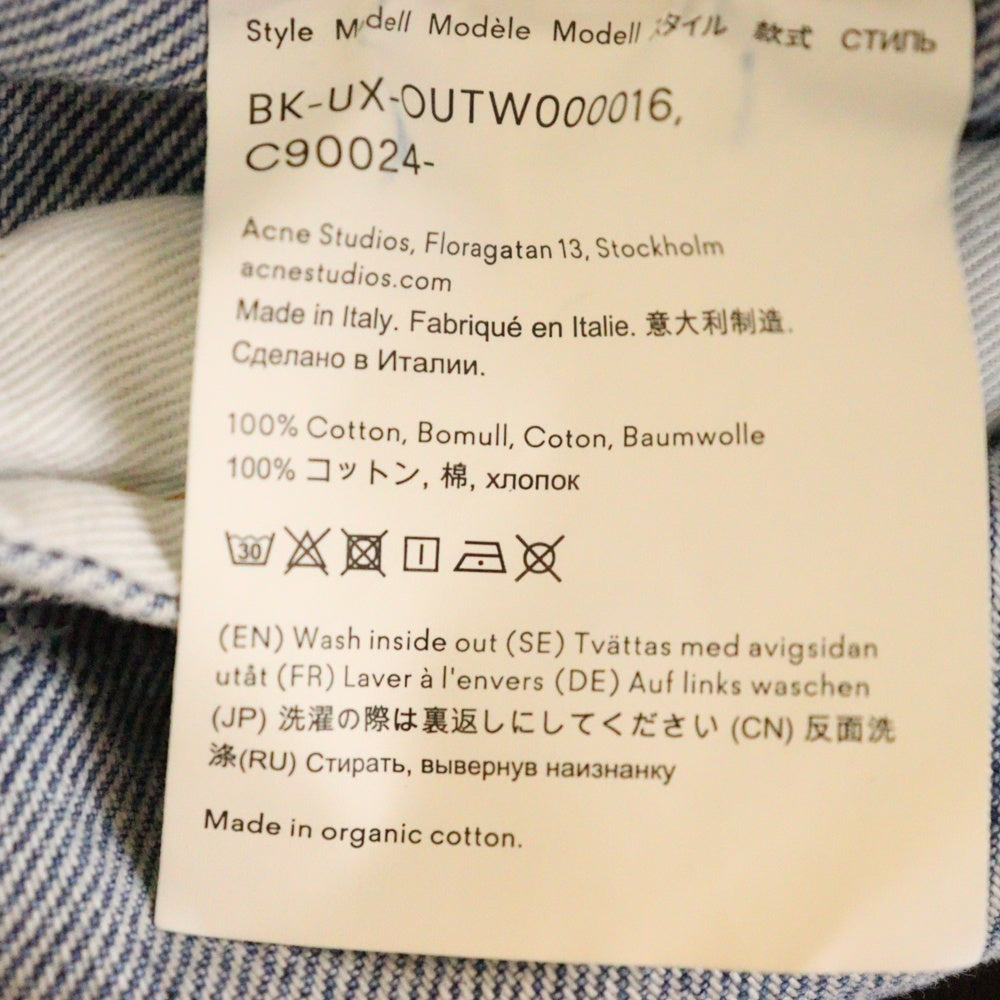 Style Modell Modèle Modell スタイル 款式 СТИЛЬ
BK-UX-OUTW000016,
C90024-
Acne Studios, Floragatan 13, Stockholm
acnestudios.com
Made in Italy. Fabriqué en Italie. 意大利制造.
Сделано в Италии.
100% Cotton, Bomull, Coton, Baumwolle
100% コットン, 棉, хлопок
30
(EN) Wash inside out (SE) Tvättas med avigsidan
utåt (FR) Laver à l'envers (DE) Auf links waschen
(JP) 洗濯の際は裏返しにしてください (CN) 反面洗
涤(RU) Стирать, вывернув наизнанку
Made in organic cotton.